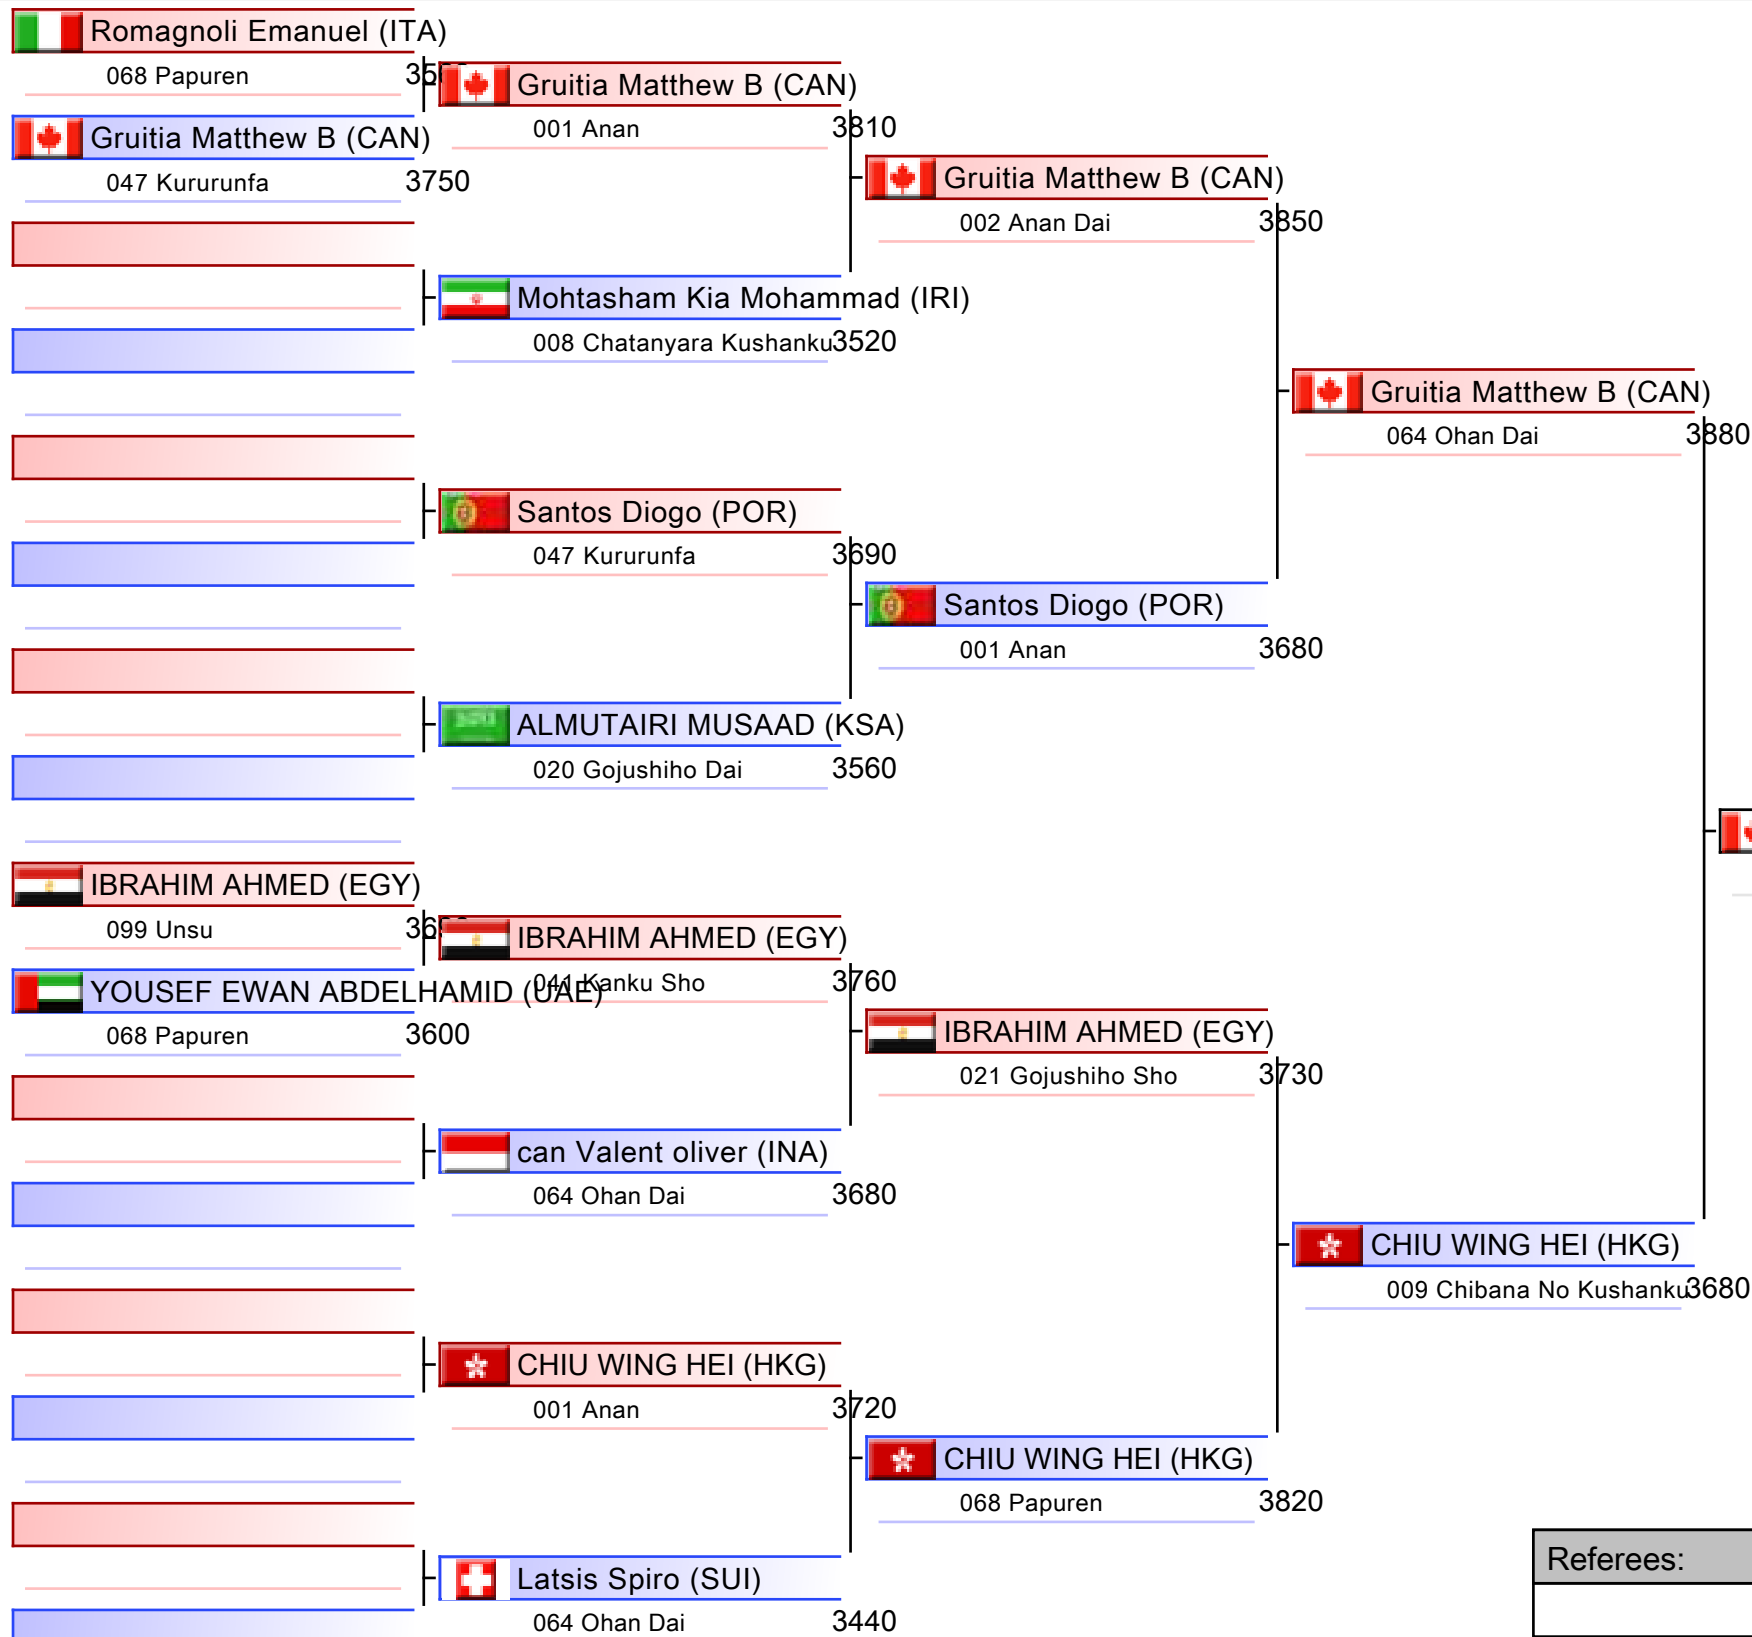 Romagnoli Emanuel (ITA)
068 Papuren
Gruitia Matthew B (CAN)
047 Kururunfa 3750
Gruitia Matthew B (CAN)
001 Anan 3810
Mohtasham Kia Mohammad (IRI)
008 Chatanyara Kushanku 3520
Santos Diogo (POR)
047 Kururunfa 3690
ALMUTAIRI MUSAAD (KSA)
020 Gojushiho Dai 3560
IBRAHIM AHMED (EGY)
099 Unsu
YOUSEF EWAN ABDELHAMID (UAE)
068 Papuren 3600
IBRAHIM AHMED (EGY)
041 Kanku Sho 3760
can Valent oliver (INA)
064 Ohan Dai 3680
CHIU WING HEI (HKG)
001 Anan 3720
Latsis Spiro (SUI)
064 Ohan Dai 3440
Gruitia Matthew B (CAN)
002 Anan Dai 3850
Santos Diogo (POR)
001 Anan 3680
IBRAHIM AHMED (EGY)
021 Gojushiho Sho 3730
CHIU WING HEI (HKG)
068 Papuren 3820
Gruitia Matthew B (CAN)
064 Ohan Dai 3880
CHIU WING HEI (HKG)
009 Chibana No Kushanku 3680
Referees: